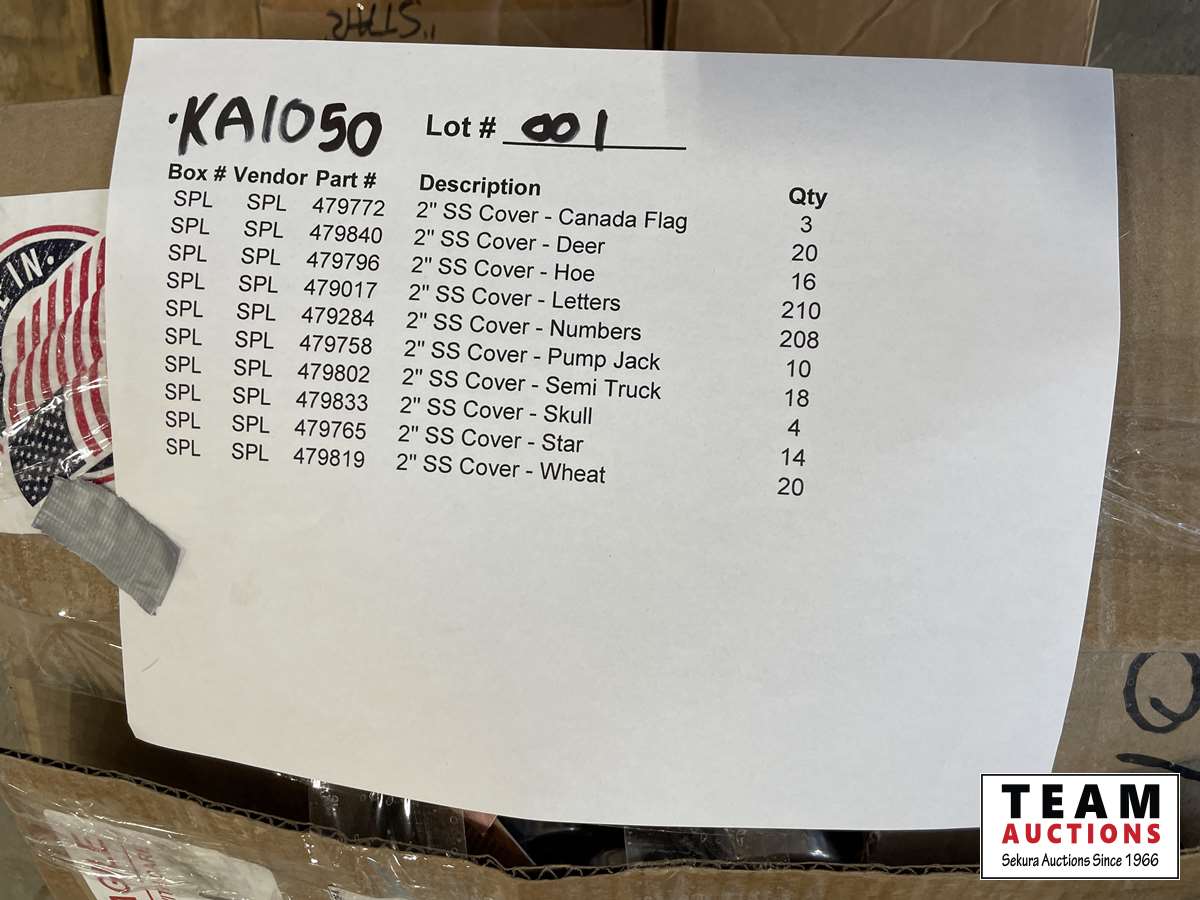 STARS"
·KA1050 Lot # 001
Box # Vendor Part # Description Qty
SPL SPL 479772 2" SS Cover - Canada Flag 3
SPL SPL 479840 2" SS Cover - Deer 20
SPL SPL 479796 2" SS Cover - Hoe 16
SPL SPL 479017 2" SS Cover - Letters 210
SPL SPL 479284 2" SS Cover - Numbers 208
SPL SPL 479758 2" SS Cover - Pump Jack 10
SPL SPL 479802 2" SS Cover - Semi Truck 18
SPL SPL 479833 2" SS Cover - Skull 4
SPL SPL 479765 2" SS Cover - Star 14
SPL SPL 479819 2" SS Cover - Wheat 20
IN.
Q
TEAM
AUCTIONS
Sekura Auctions Since 1966